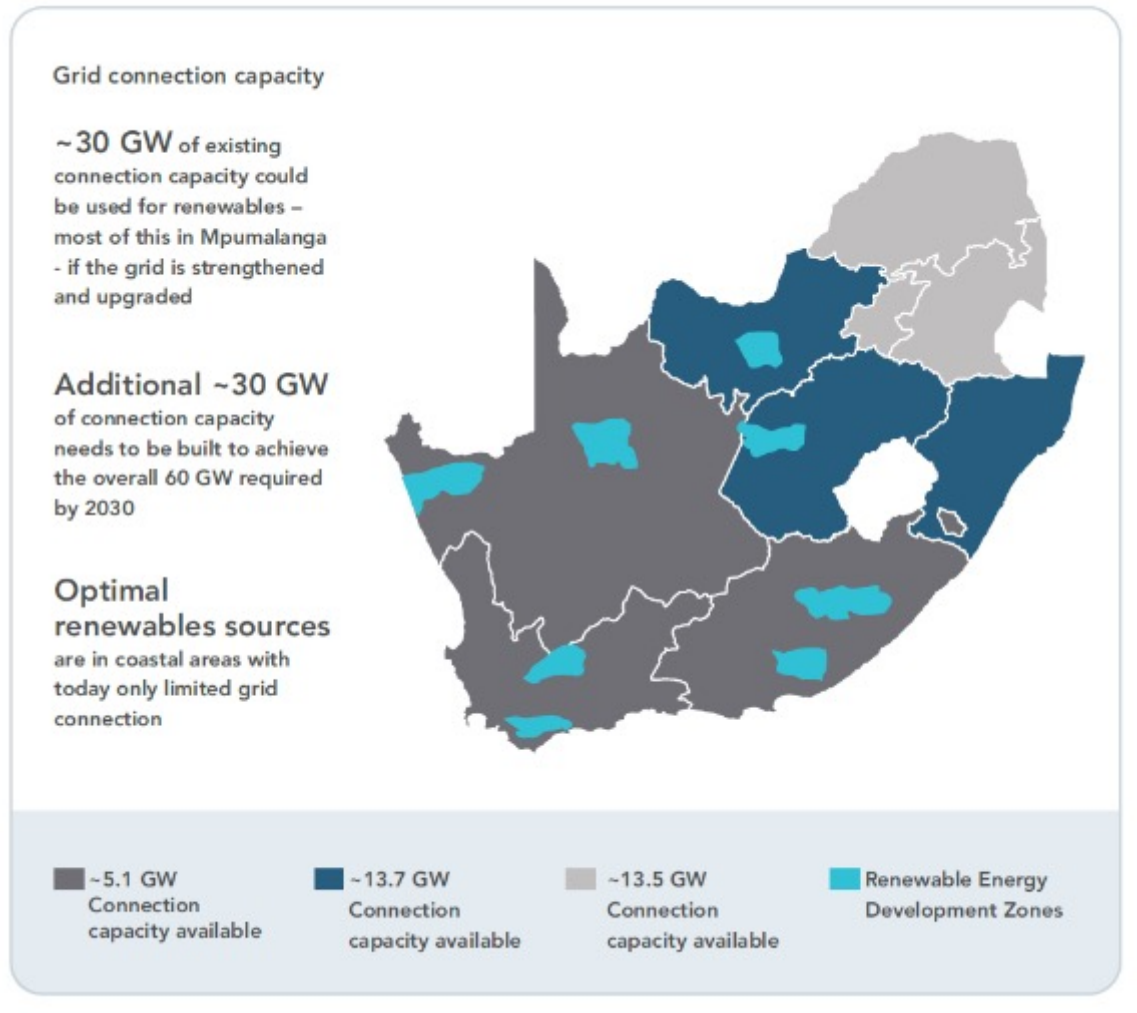 Grid connection capacity
~30 GW of existing
connection capacity could
be used for renewables –
most of this in Mpumalanga
- if the grid is strengthened
and upgraded
Additional ~30 GW
of connection capacity
needs to be built to achieve
the overall 60 GW required
by 2030
Optimal
renewables sources
are in coastal areas with
today only limited grid
connection
~5.1 GW
Connection
capacity available
~13.7 GW
Connection
capacity available
~13.5 GW
Connection
capacity available
Renewable Energy
Development Zones